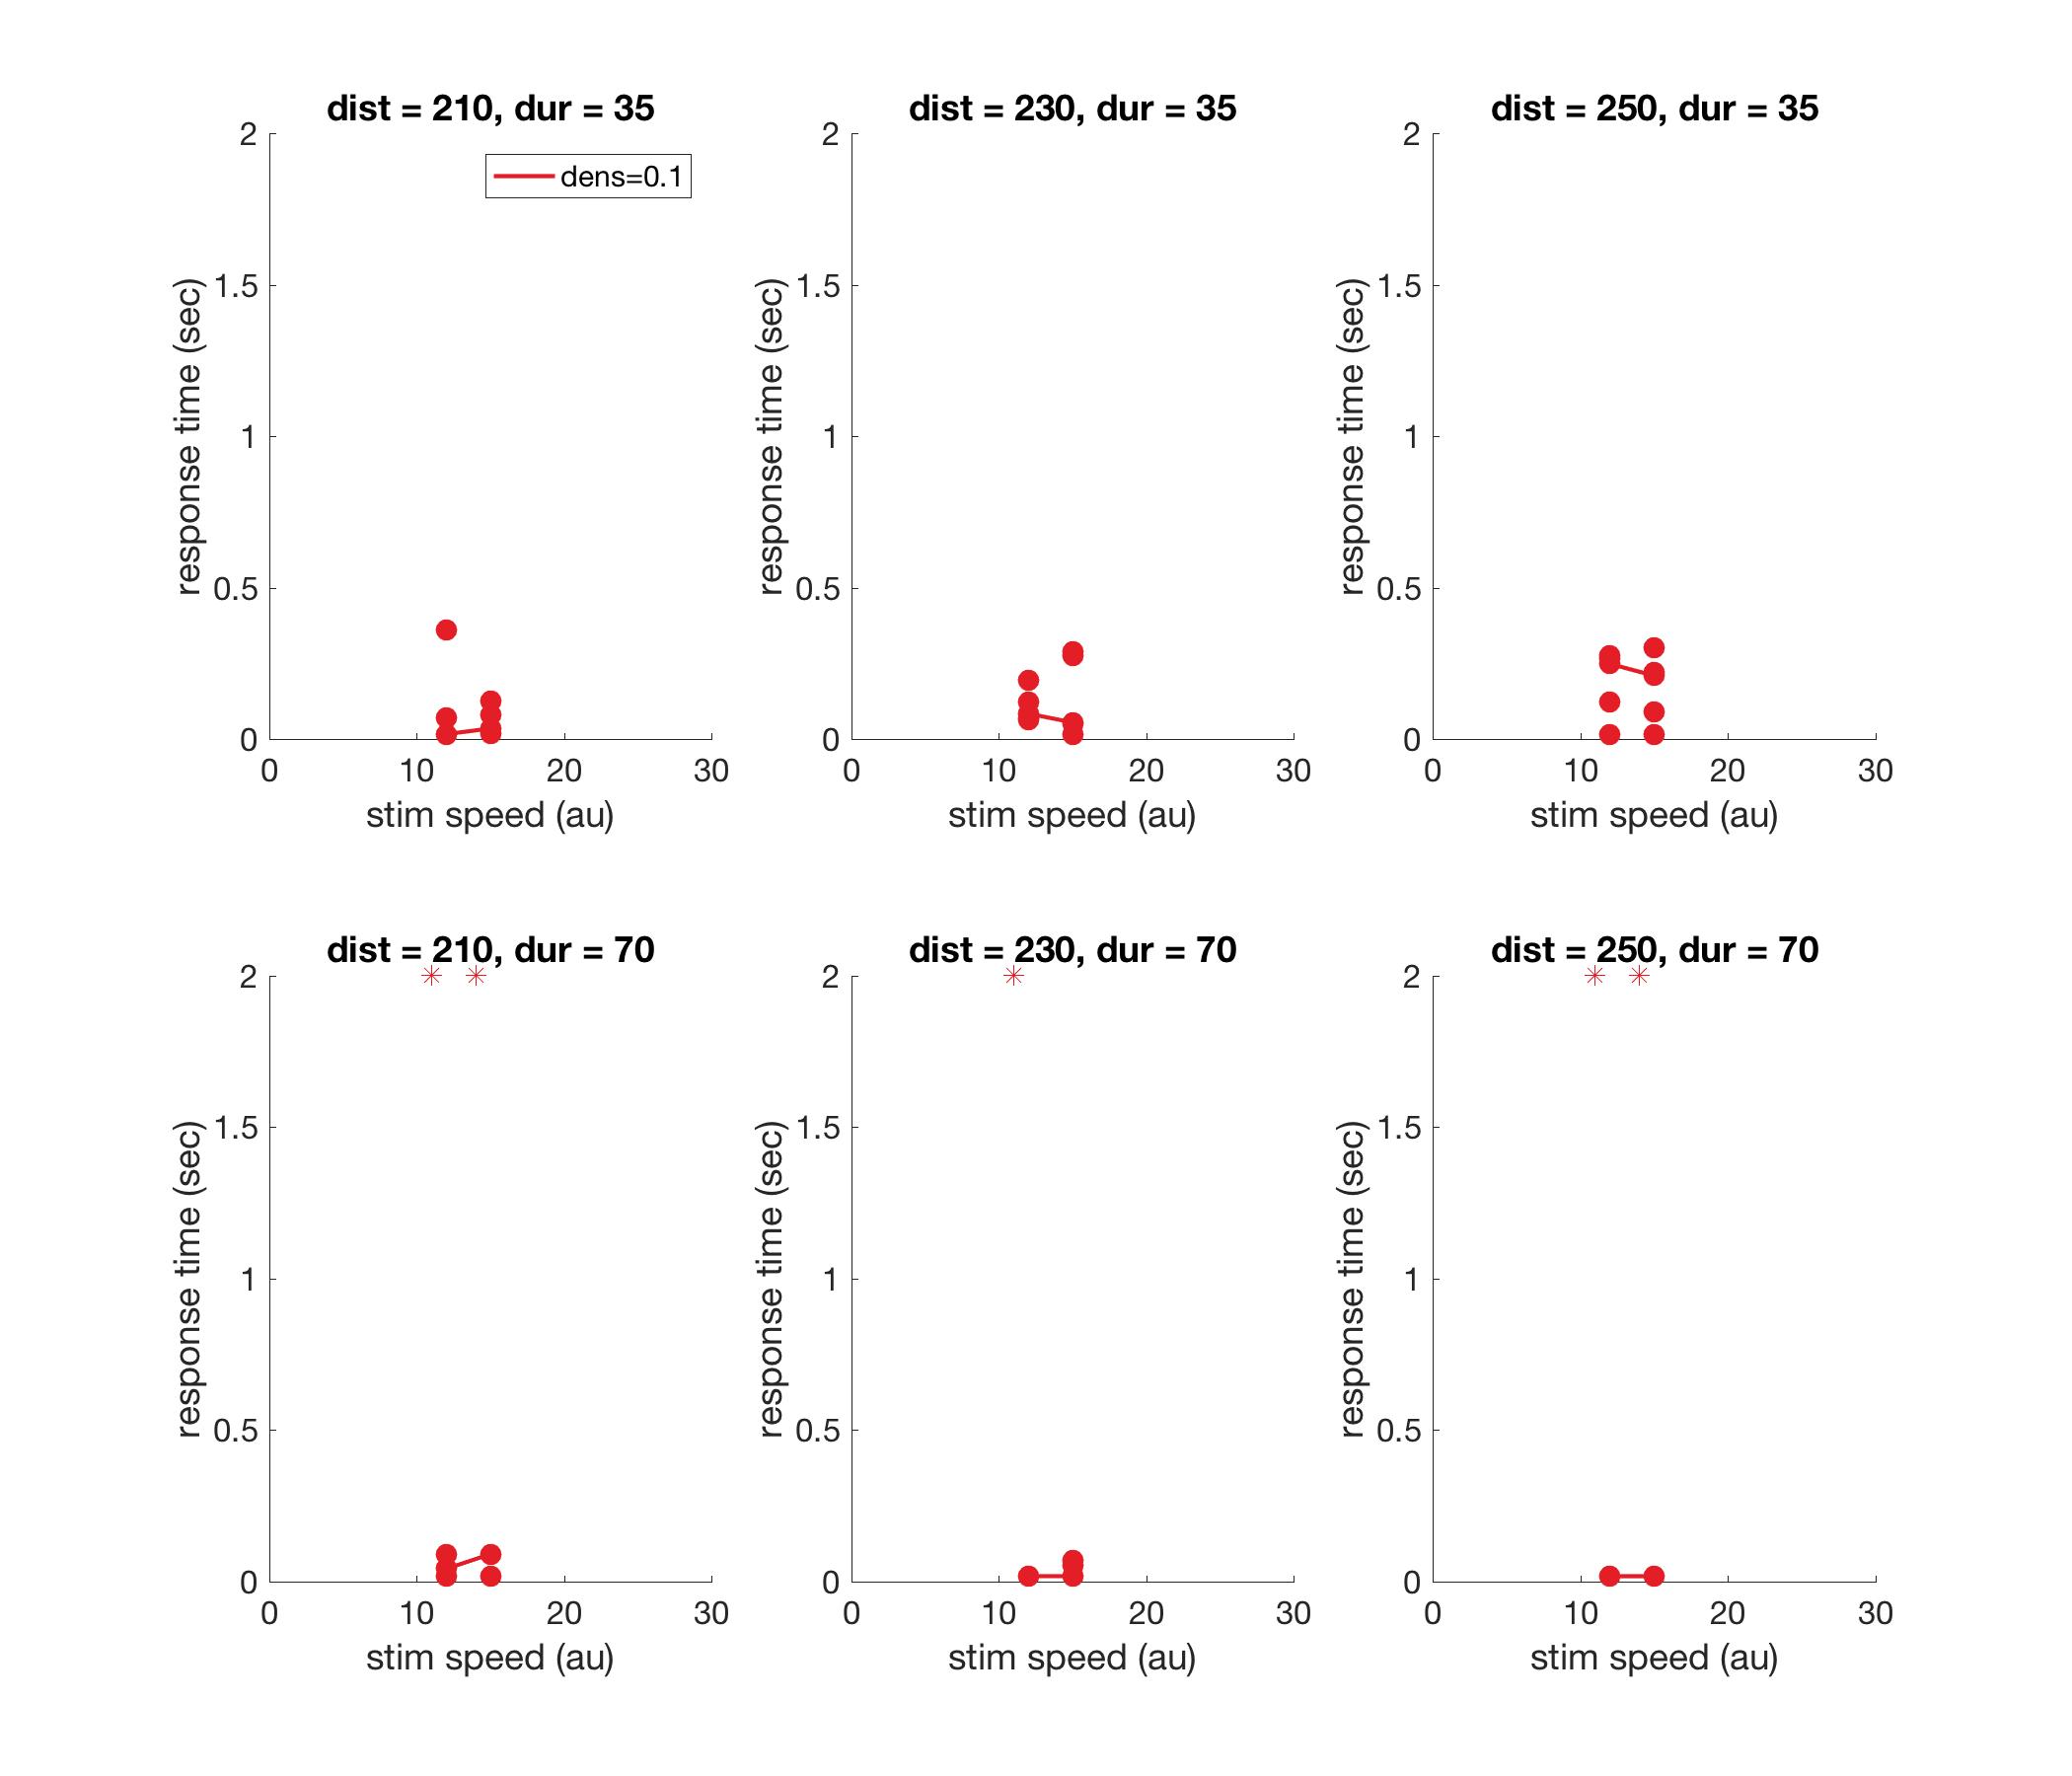 dist = 210, dur = 35
2
1.5
1
0.5
0
0
10
20
30
response time (sec)
stim speed (au)
dens=0.1
dist = 230, dur = 35
2
1.5
1
0.5
0
0
10
20
30
response time (sec)
stim speed (au)
dist = 250, dur = 35
2
1.5
1
0.5
0
0
10
20
30
response time (sec)
stim speed (au)
dist = 210, dur = 70
2
1.5
1
0.5
0
0
10
20
30
response time (sec)
stim speed (au)
dist = 230, dur = 70
2
1.5
1
0.5
0
0
10
20
30
response time (sec)
stim speed (au)
dist = 250, dur = 70
2
1.5
1
0.5
0
0
10
20
30
response time (sec)
stim speed (au)